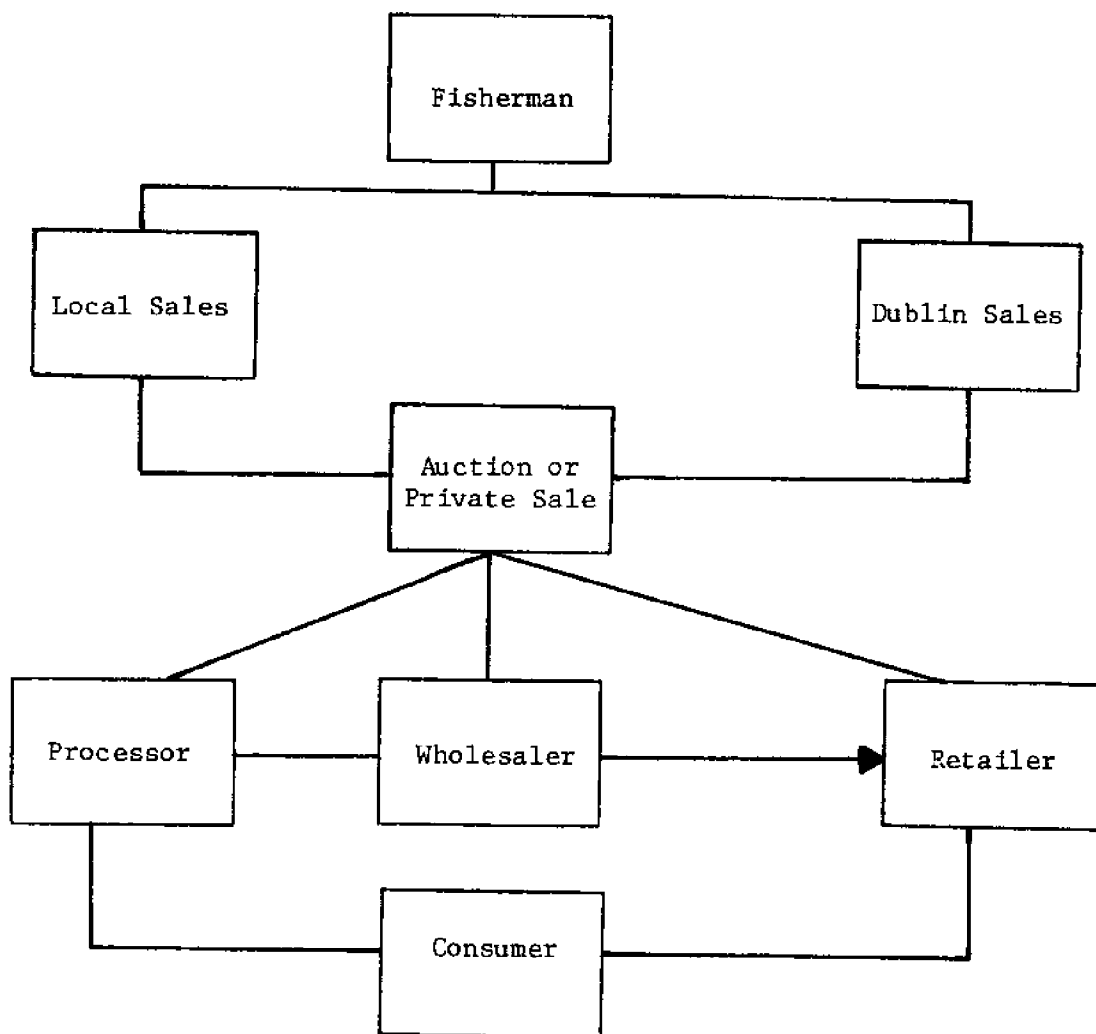 Fisherman
Local Sales
Dublin Sales
Auction or
Private Sale
Processor
Wholesaler
Retailer
Consumer